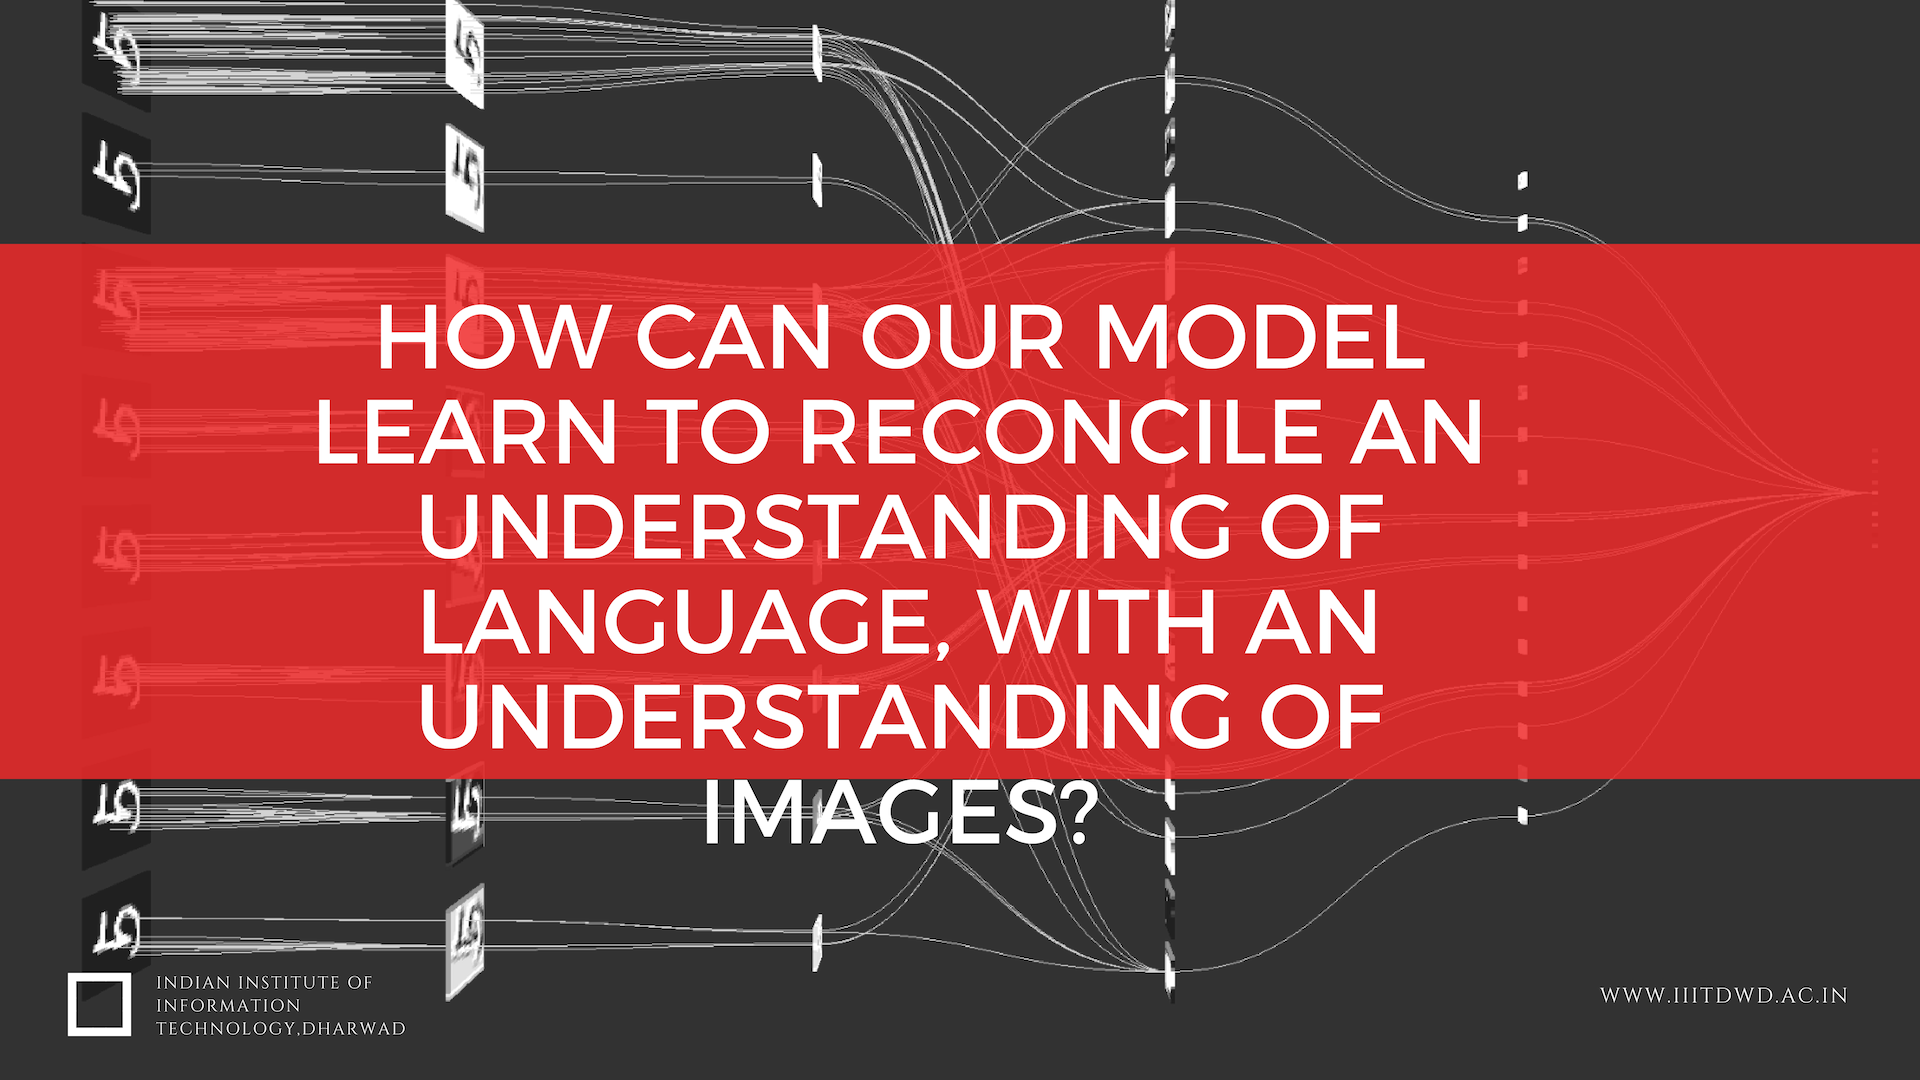 HOW CAN OUR MODEL
LEARN TO RECONCILE AN
UNDERSTANDING OF
LANGUAGE, WITH AN
UNDERSTANDING OF
IMAGES?
INDIAN INSTITUTE OF
INFORMATION
TECHNOLOGY,DHARWAD
WWW.IIITDWD.AC.IN